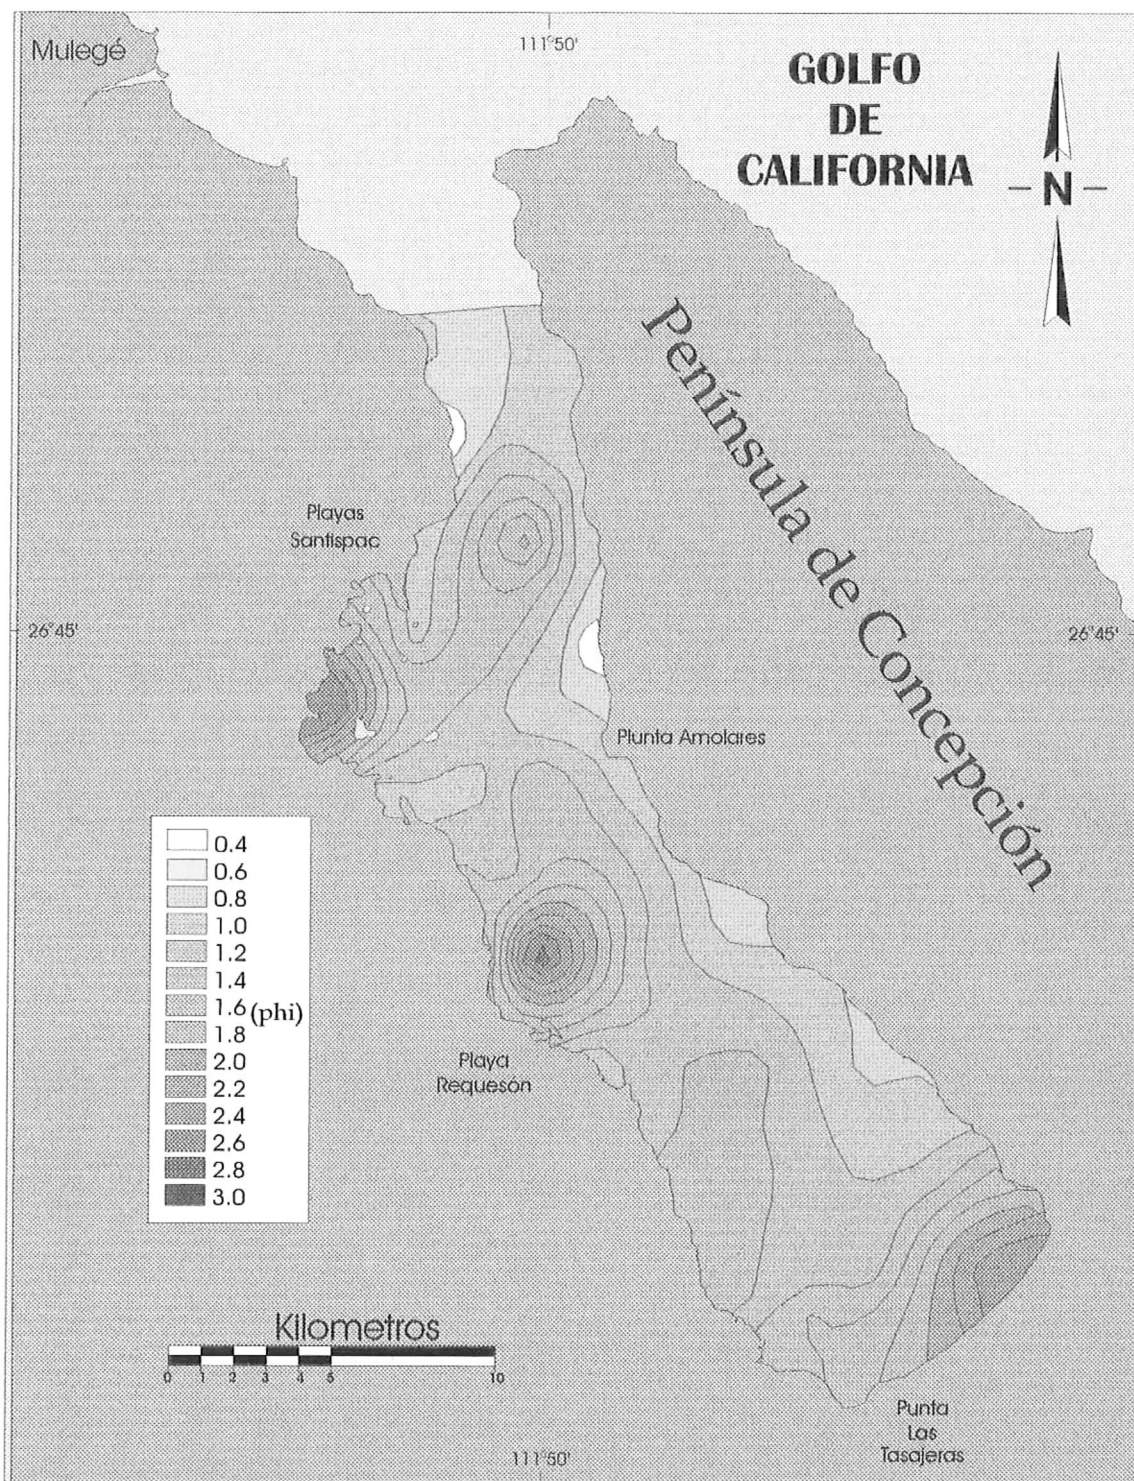 Mulegé
111°50'
GOLFO
DE
CALIFORNIA
N
Península de Concepción
Playas
Santispac
26°45'
26°45'
Plunta Amolares
0.4
0.6
0.8
1.0
1.2
1.4
1.6
(phi)
1.8
2.0
2.2
2.4
2.6
2.8
3.0
Playa
Requesón
Kilometros
0 1 2 3 4 5 10
Punta
Las
Tasajeras
111°50'